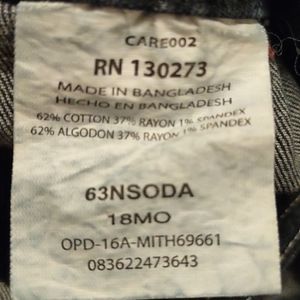 CARE002
RN 130273
MADE IN BANGLADESH
HECHO EN BANGLADESH
62% COTTON 37% RAYON 1% SPANDEX
62% ALGODON 37% RAYON 1% SPANDEX
63NSODA
18MO
OPD-16A-MITH69661
083622473643